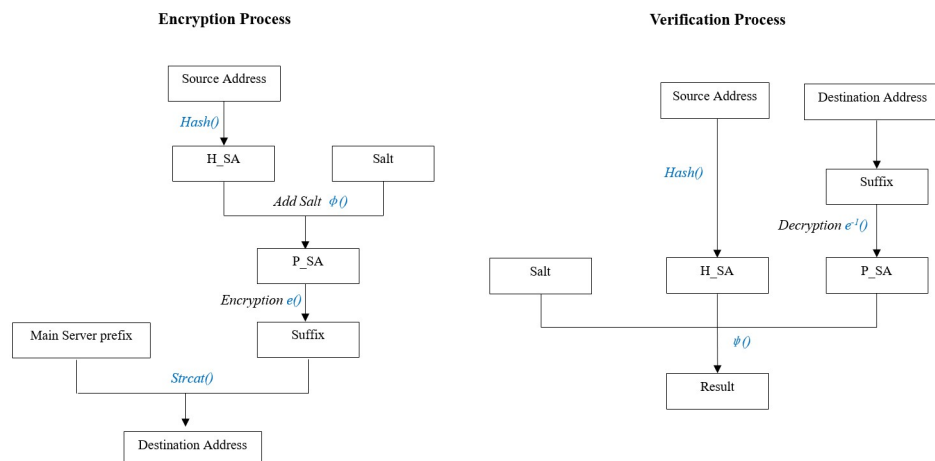 Encryption Process
Source Address
Hash()
H_SA
Salt
Add Salt ϕ()
P_SA
Encryption e()
Main Server prefix
Suffix
Strcat()
Destination Address
Verification Process
Source Address
Destination Address
Hash()
Suffix
Decryption e⁻¹()
Salt
H_SA
P_SA
ψ()
Result